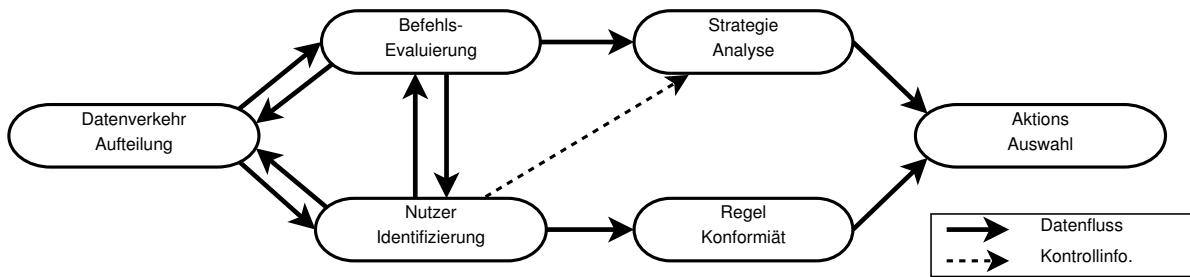 Befehls-
Evaluierung
Strategie
Analyse
Datenverkehr
Aufteilung
Aktions
Auswahl
Nutzer
Identifizierung
Regel
Konformiät
Datenfluss
Kontrollinfo.